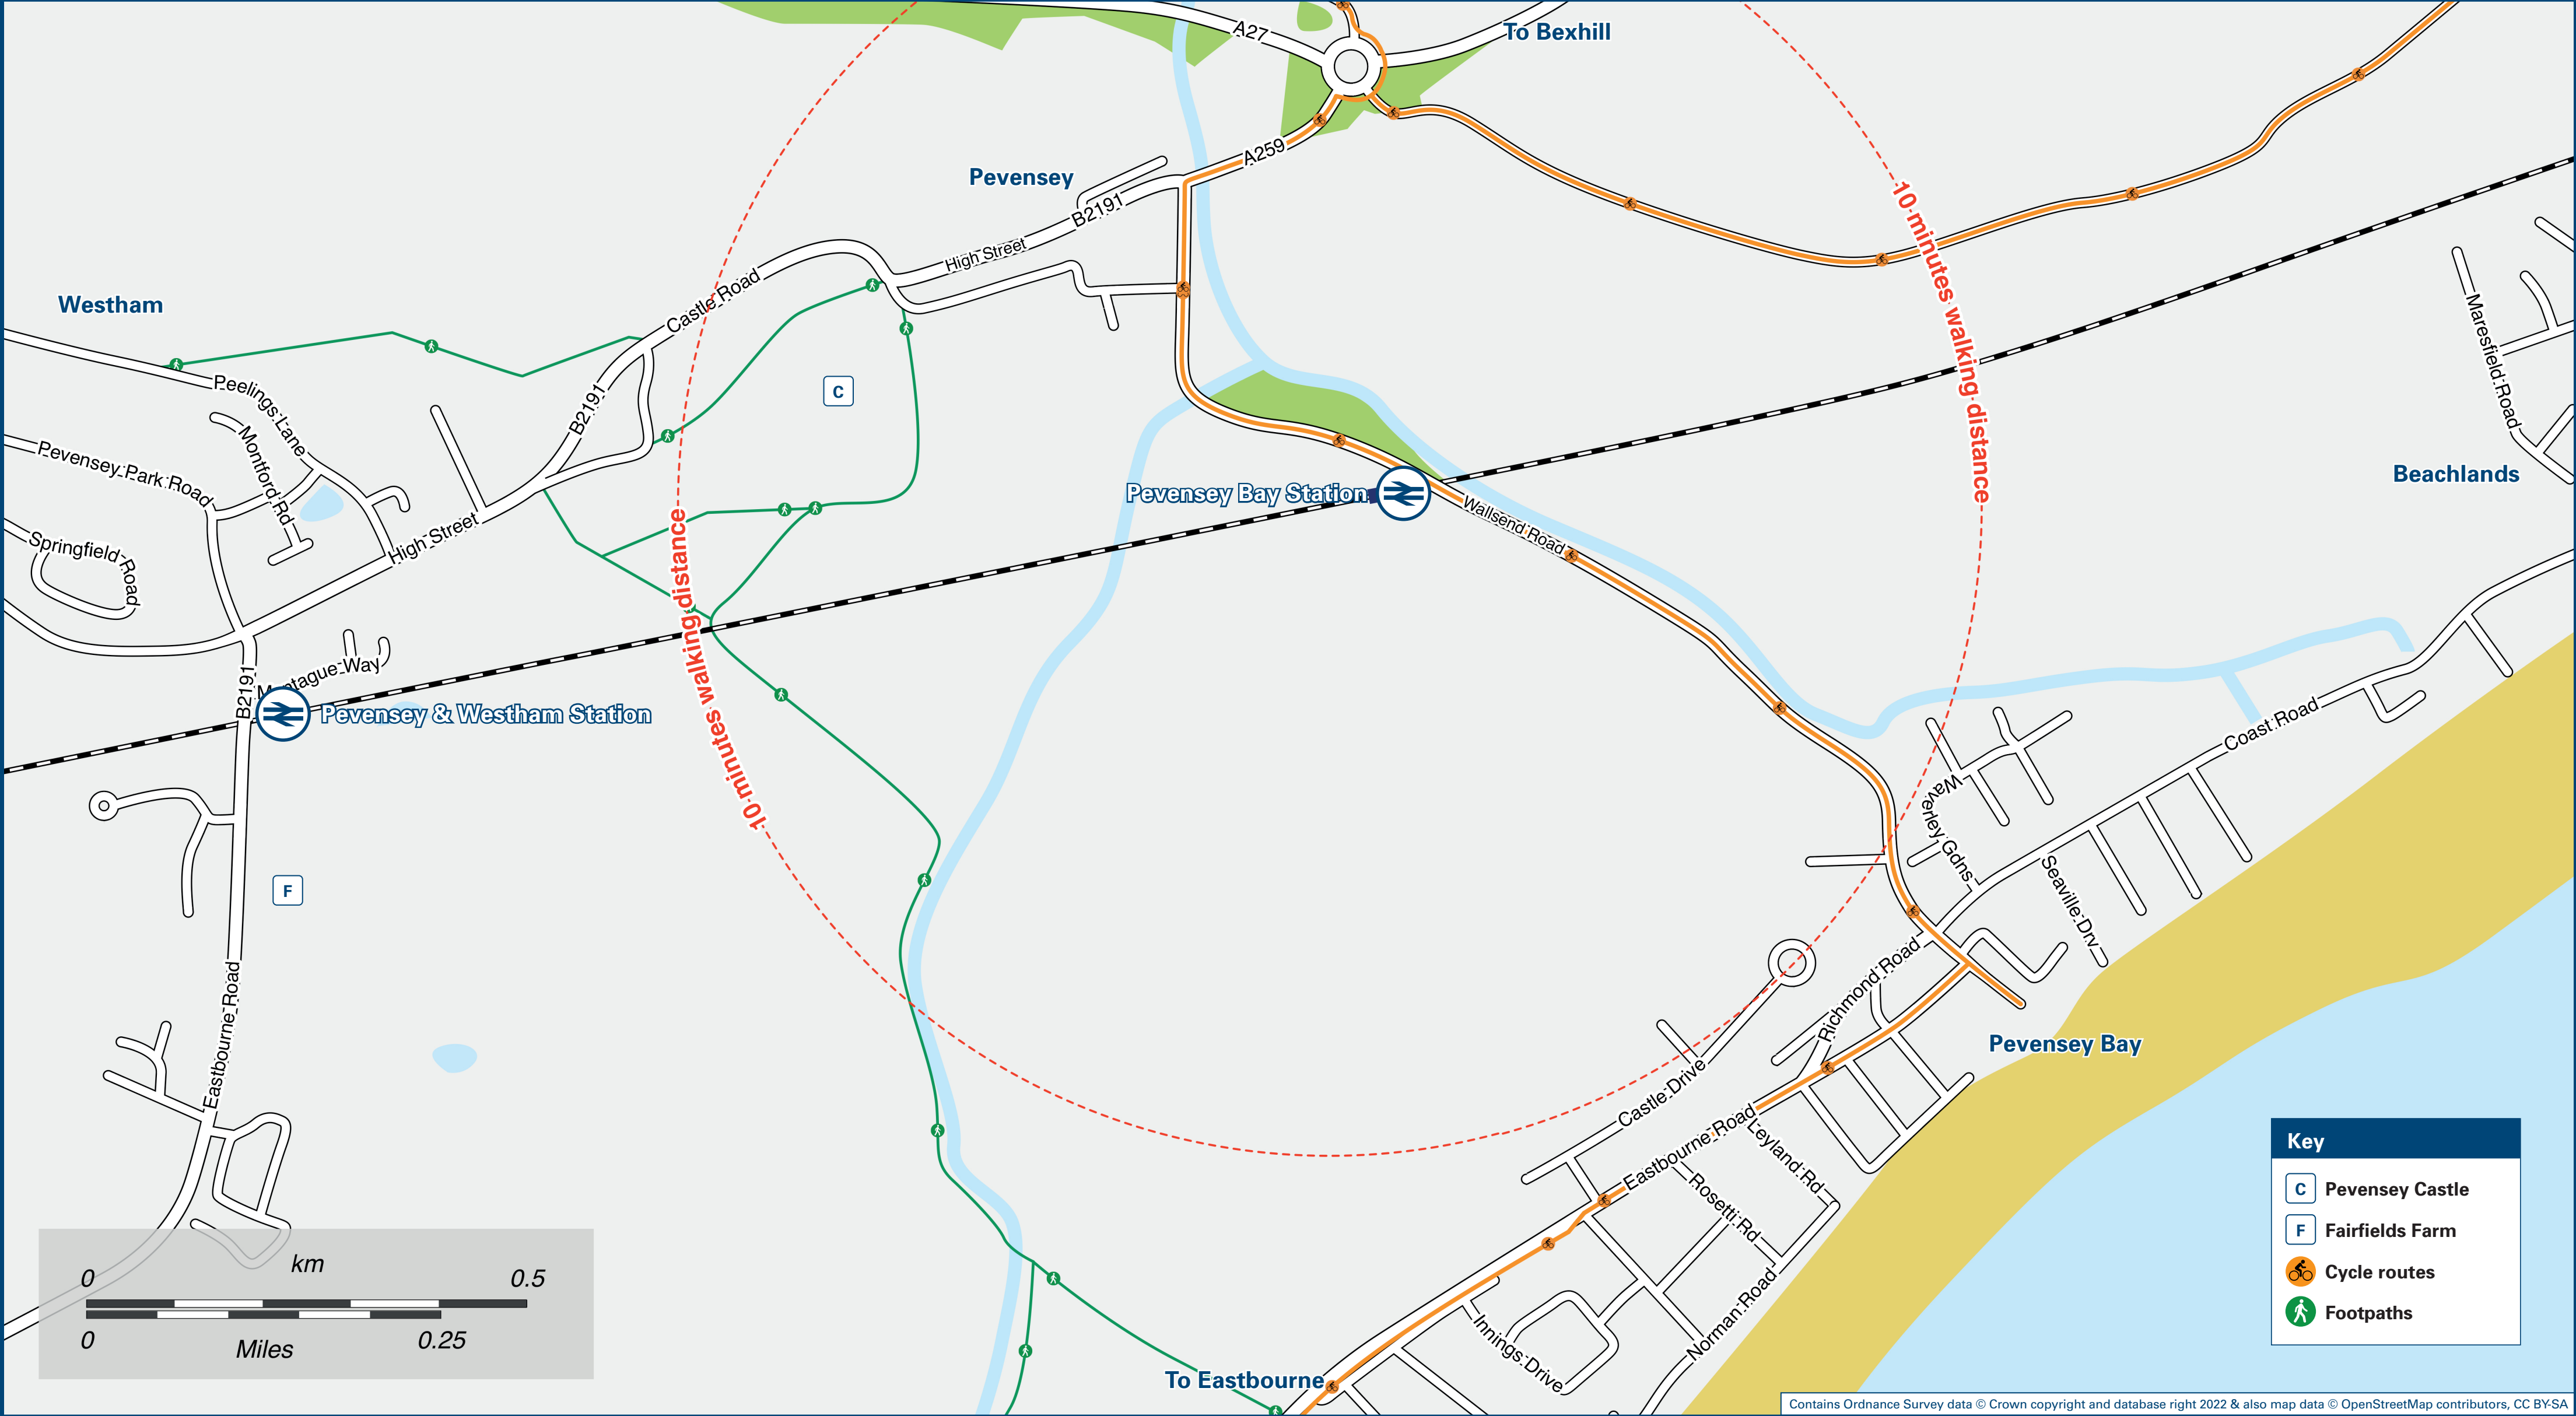 A27
To Bexhill
A259
Pevensey
B2191
High Street
Castle Road
Westham
10 minutes walking distance
Peelings Lane
Montford Rd
Pevensey Park Road
Springfield Road
B2191
High Street
C
Maresfield Road
Beachlands
Pevensey Bay Station
Wallsend Road
10 minutes walking distance
B2191
Montague Way
Pevensey & Westham Station
Coast Road
Waverley Gdns
Seaville Drv
F
Eastbourne Road
Richmond Road
Pevensey Bay
Castle Drive
Eastbourne Road
Leyland Rd
Rosetti Rd
Norman Road
Innings Drive
To Eastbourne
km
0 0.5
0 0.25
Miles
Key
C Pevensey Castle
F Fairfields Farm
Cycle routes
Footpaths
Contains Ordnance Survey data © Crown copyright and database right 2022 & also map data © OpenStreetMap contributors, CC BY-SA